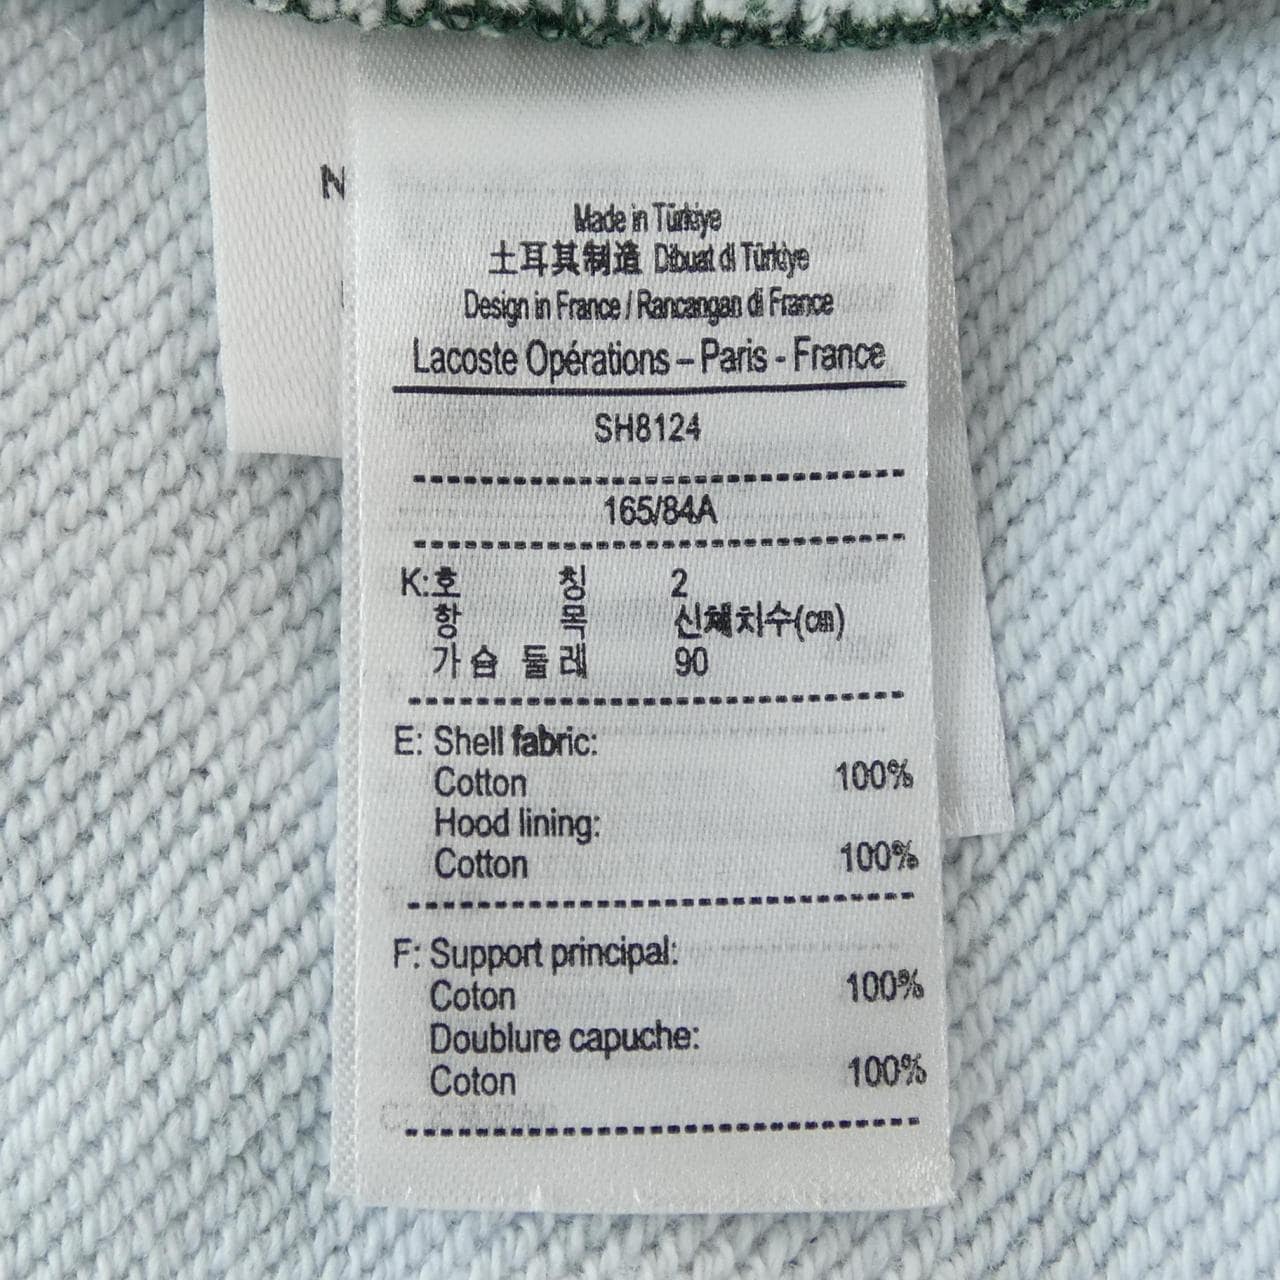 N
Made in Türkiye
土耳其制造 Dibuat di Türkiye
Design in France / Rancangan di France
Lacoste Opérations – Paris - France
SH8124
165/84A
K:호 칭 2
항 목 신체치수(cm)
가슴 둘레 90
E: Shell fabric:
Cotton 100%
Hood lining:
Cotton 100%
F: Support principal:
Coton 100%
Doublure capuche:
Coton 100%